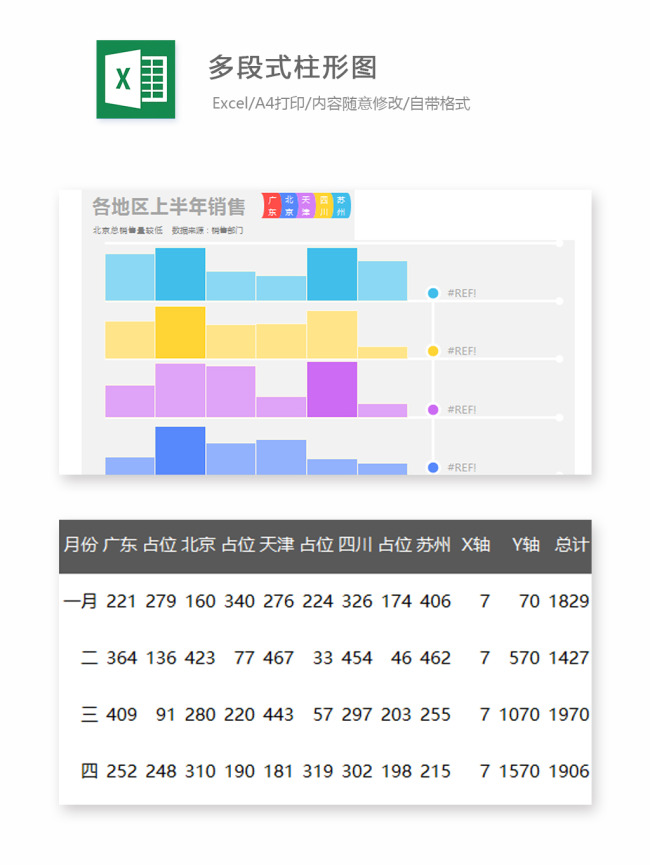 X
多段式柱形图
Excel/A4打印/内容随意修改/自带格式
各地区上半年销售
广东 北京 天津 四川 苏州
北京总销售量较低 数据来源：销售部门
#REF!
#REF!
#REF!
#REF!
月份 广东 占位 北京 占位 天津 占位 四川 占位 苏州 X轴 Y轴 总计
一月 221 279 160 340 276 224 326 174 406 7 70 1829
二 364 136 423 77 467 33 454 46 462 7 570 1427
三 409 91 280 220 443 57 297 203 255 7 1070 1970
四 252 248 310 190 181 319 302 198 215 7 1570 1906